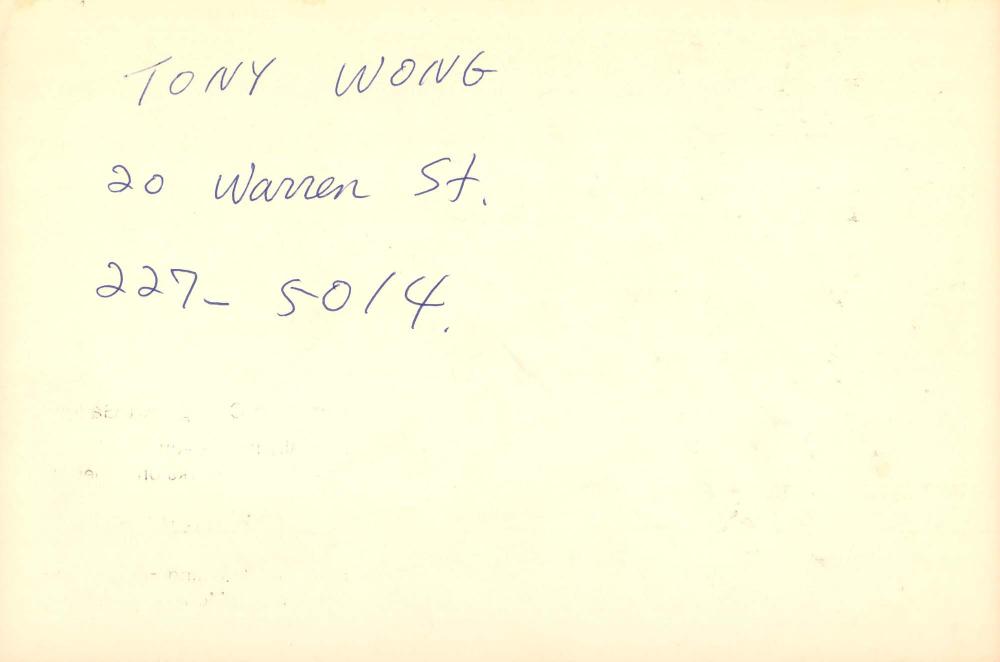 TONY WONG
20 Warren St.
227- 5014.